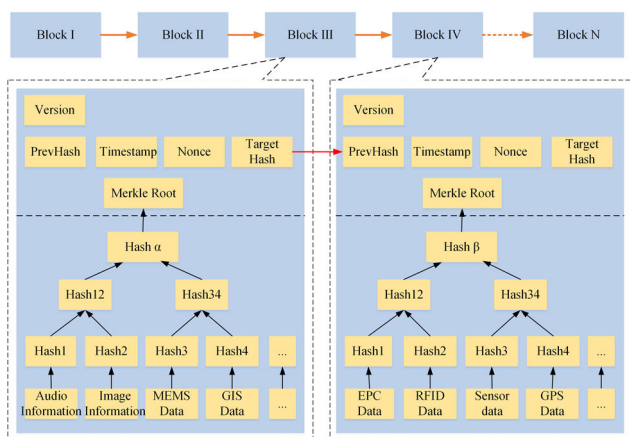 Block I Block II Block III Block IV Block N
Version
PrevHash Timestamp Nonce Target
Hash
Merkle Root
Hash α
Hash12 Hash34
Hash1 Hash2 Hash3 Hash4 ...
Audio
Information
Image
Information
MEMS
Data
GIS
Data
...
Version
PrevHash Timestamp Nonce Target
Hash
Merkle Root
Hash β
Hash12 Hash34
Hash1 Hash2 Hash3 Hash4 ...
EPC
Data
RFID
Data
Sensor
data
GPS
Data
...